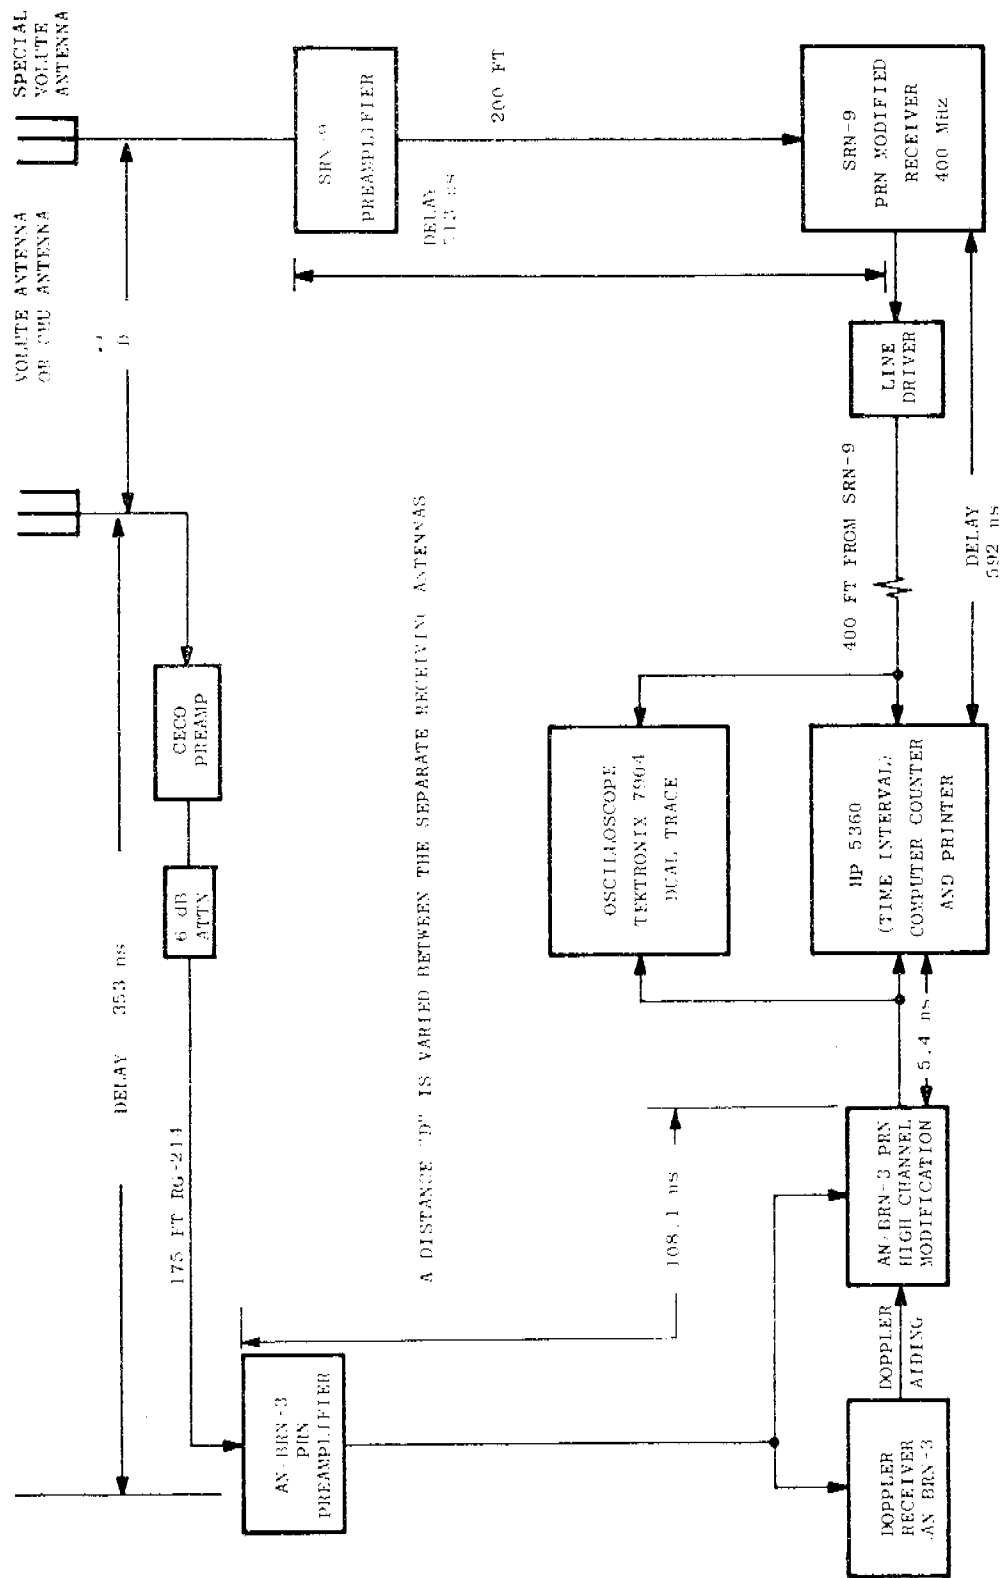 SPECIAL
VOLUTE
ANTENNA
VOLUTE ANTENNA
OR CHU ANTENNA
SRN-9
PREAMPLIFIER
200 FT
DELAY
SRN-9
PRN MODIFIED
RECEIVER
400 MHz
LINE
DRIVER
400 FT FROM SRN-9
DELAY
592 ns
DELAY 353 ns
CECO
PREAMP
6 dB
ATTN
175 FT RG-214
A DISTANCE "D" IS VARIED BETWEEN THE SEPARATE RECEIVING ANTENNAS
OSCILLOSCOPE
TEKTRONIX 7904
DUAL TRACE
HP 5360
(TIME INTERVAL)
COMPUTER COUNTER
AND PRINTER
5.4 ns
108.1 ns
AN/BRN-3 PRN
HIGH CHANNEL
MODIFICATION
DOPPLER
AIDING
AN/BRN-3
PRN
PREAMPLIFIER
DOPPLER
RECEIVER
AN BRN-3